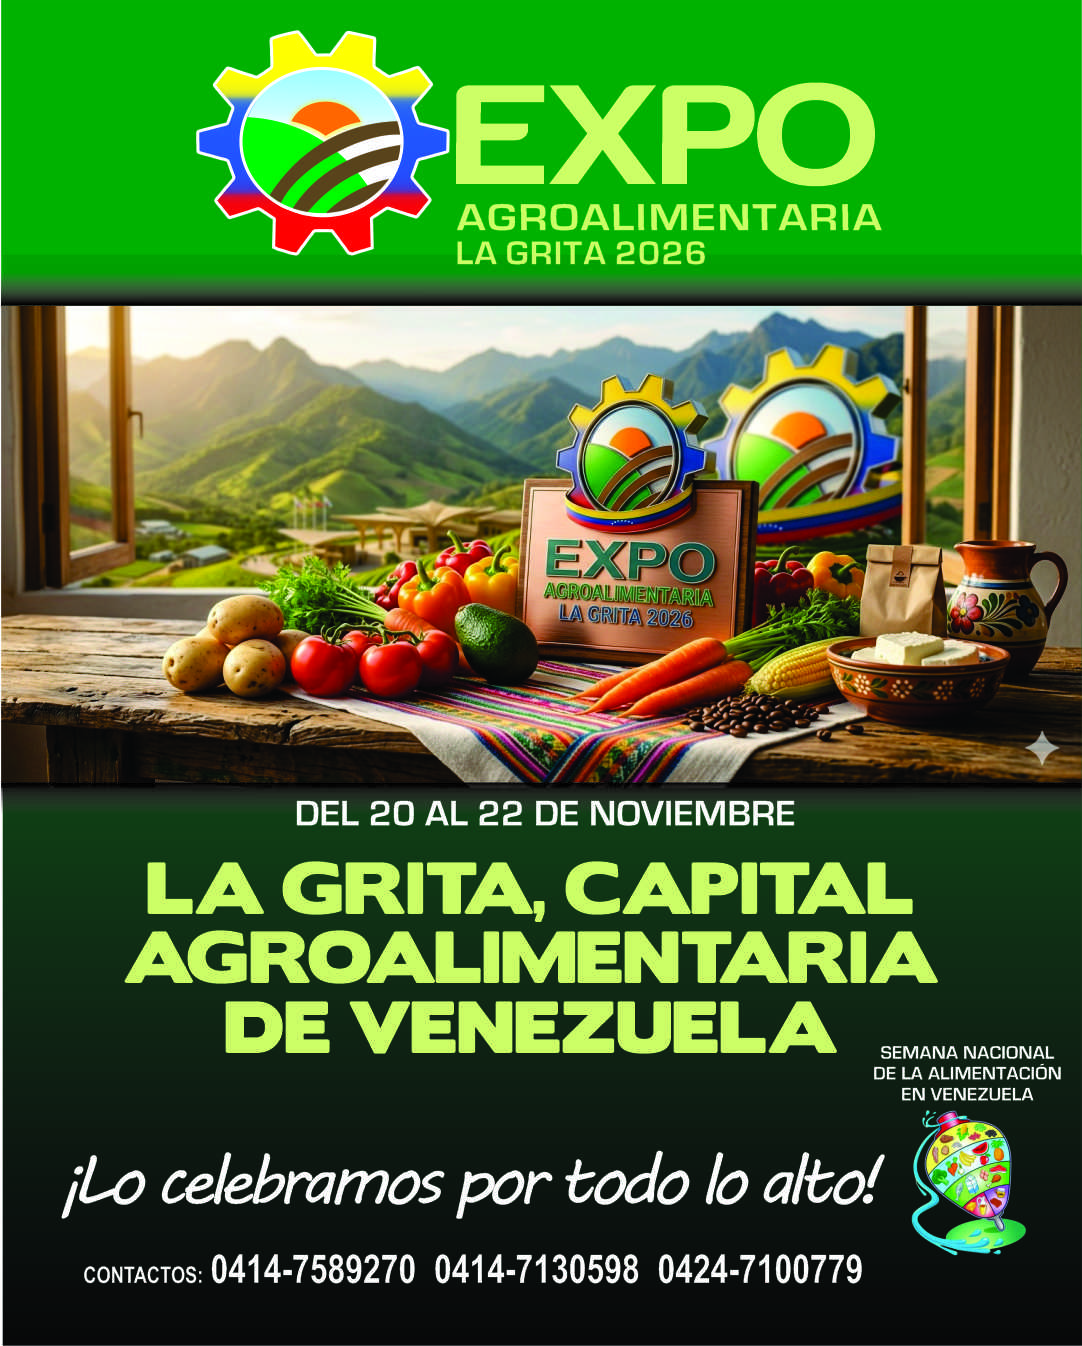 EXPO
AGROALIMENTARIA
LA GRITA 2026
EXPO
AGROALIMENTARIA
LA GRITA 2026
DEL 20 AL 22 DE NOVIEMBRE
LA GRITA, CAPITAL
AGROALIMENTARIA
DE VENEZUELA
SEMANA NACIONAL
DE LA ALIMENTACIÓN
EN VENEZUELA
¡Lo celebramos por todo lo alto!
CONTACTOS: 0414-7589270 0414-7130598 0424-7100779